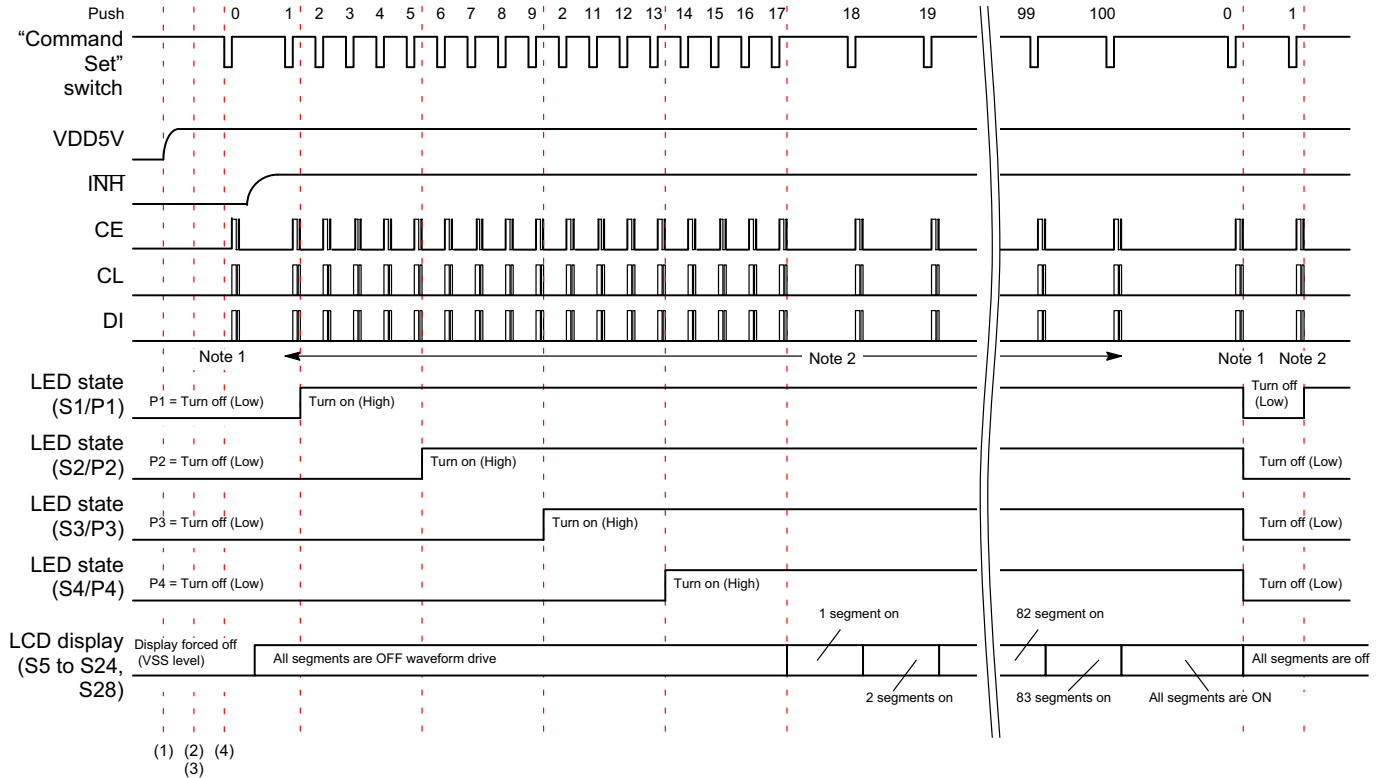 Push 0 1 2 3 4 5 6 7 8 9 2 11 12 13 14 15 16 17 18 19 99 100 0 1
“Command
Set”
switch
VDD5V
INH
CE
CL
DI
Note 1 Note 2 Note 1 Note 2
LED state
(S1/P1)
P1 = Turn off (Low) Turn on (High)
Turn off
(Low)
LED state
(S2/P2)
P2 = Turn off (Low) Turn on (High) Turn off (Low)
LED state
(S3/P3)
P3 = Turn off (Low) Turn on (High) Turn off (Low)
LED state
(S4/P4)
P4 = Turn off (Low) Turn on (High) Turn off (Low)
1 segment on 82 segment on
LCD display
(S5 to S24,
S28)
Display forced off
(VSS level)
All segments are OFF waveform drive All segments are off
2 segments on 83 segments on All segments are ON
(1) (2) (4)
(3)